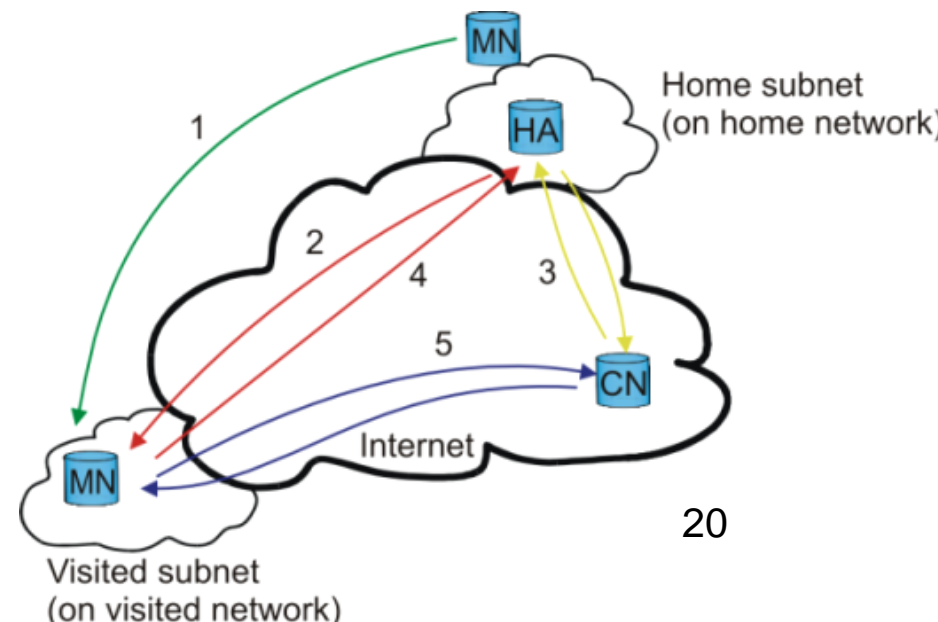 MN
Home subnet
(on home network)
HA
1
2
4
3
5
CN
Internet
MN
20
Visited subnet
(on visited network)